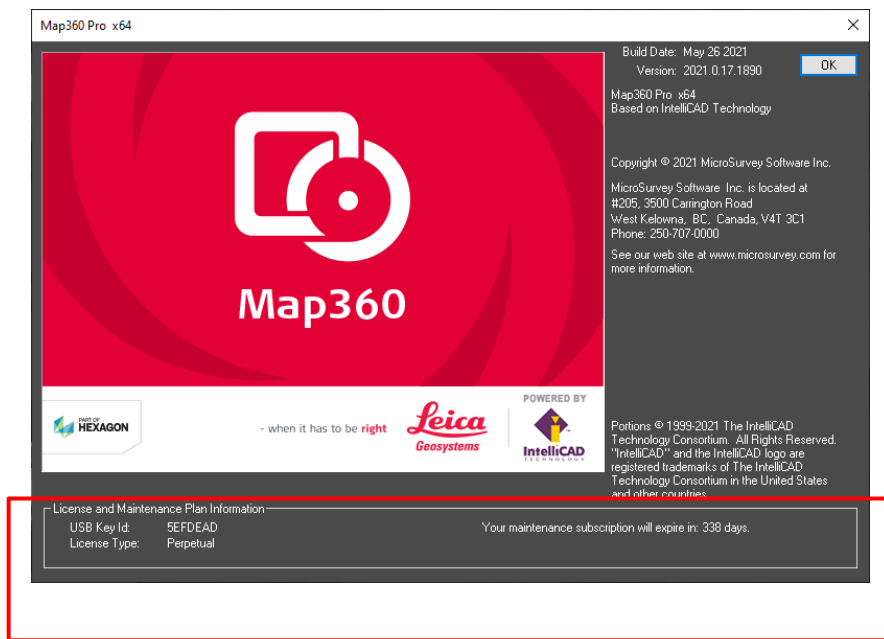 Map360 Pro x64
Build Date: May 26 2021
Version: 2021.0.17.1890
OK
Map360 Pro x64
Based on IntelliCAD Technology
Copyright © 2021 MicroSurvey Software Inc.
MicroSurvey Software Inc. is located at
#205, 3500 Carrington Road
West Kelowna, BC, Canada, V4T 3C1
Phone: 250-707-0000
See our web site at www.microsurvey.com for
more information.
Map360
PART OF
HEXAGON
- when it has to be right
Leica
Geosystems
POWERED BY
IntelliCAD
TECHNOLOGY
Portions © 1999-2021 The IntelliCAD
Technology Consortium. All Rights Reserved.
"IntelliCAD" and the IntelliCAD logo are
registered trademarks of The IntelliCAD
Technology Consortium in the United States
and other countries
License and Maintenance Plan Information
USB Key Id: 5EFDEAD
License Type: Perpetual
Your maintenance subscription will expire in: 338 days.